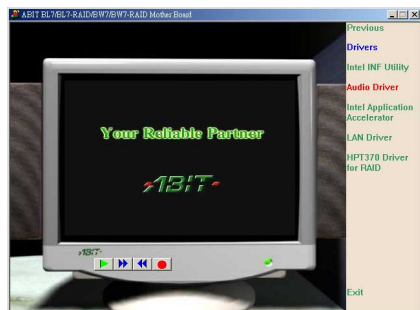 ABIT BL7/BL7-RAID/BW7/BW7-RAID Mother Board
Previous
Drivers
Intel INF Utility
Audio Driver
Intel Application
Accelerator
LAN Driver
HPT370 Driver
for RAID
Your Reliable Partner
ABIT
ABIT
Exit